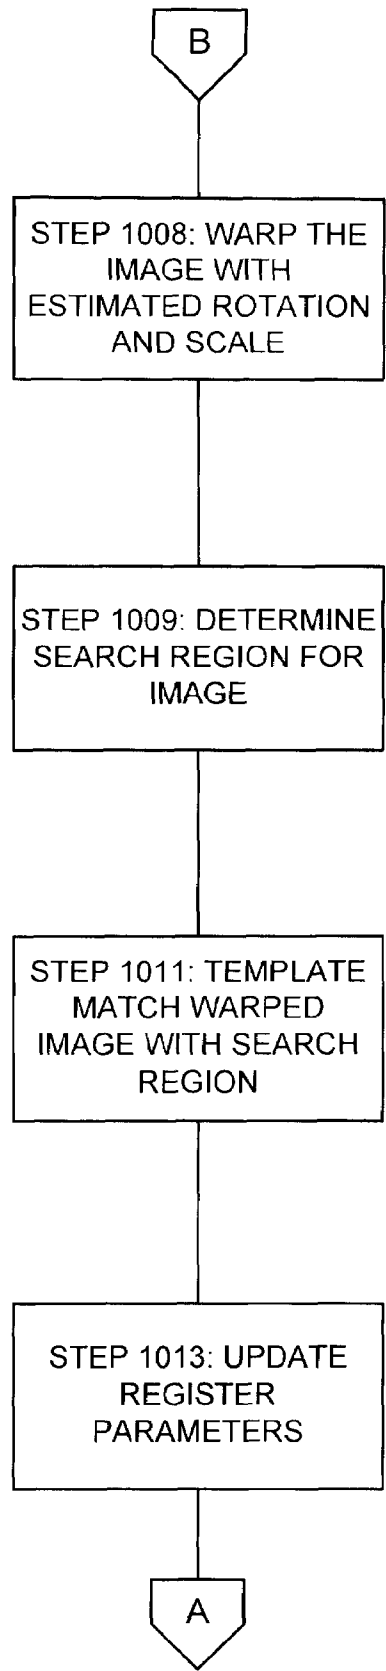 B
STEP 1008: WARP THE
IMAGE WITH
ESTIMATED ROTATION
AND SCALE
STEP 1009: DETERMINE
SEARCH REGION FOR
IMAGE
STEP 1011: TEMPLATE
MATCH WARPED
IMAGE WITH SEARCH
REGION
STEP 1013: UPDATE
REGISTER
PARAMETERS
A